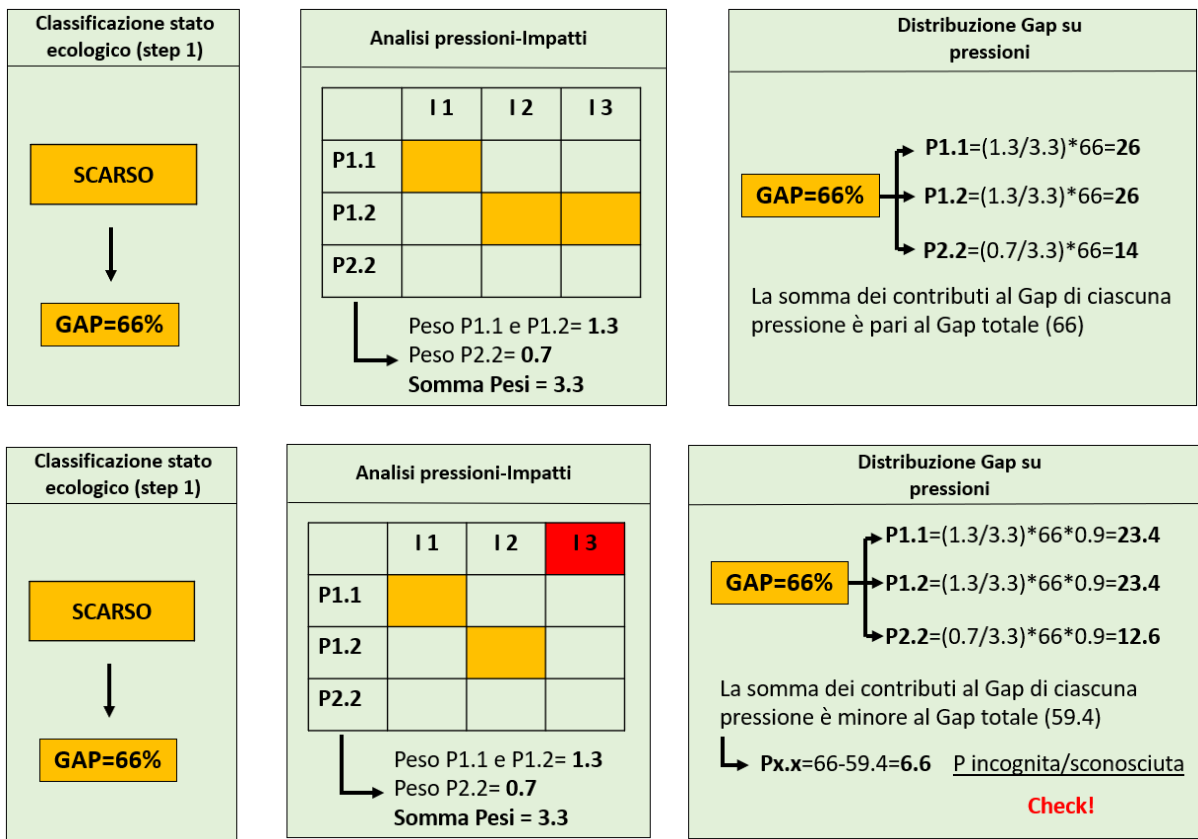 Classificazione stato
ecologico (step 1)
SCARSO
GAP=66%
Analisi pressioni-Impatti
I 1 I 2 I 3
P1.1
P1.2
P2.2
Peso P1.1 e P1.2= 1.3
Peso P2.2= 0.7
Somma Pesi = 3.3
Distribuzione Gap su
pressioni
GAP=66%
P1.1=(1.3/3.3)*66=26
P1.2=(1.3/3.3)*66=26
P2.2=(0.7/3.3)*66=14
La somma dei contributi al Gap di ciascuna
pressione è pari al Gap totale (66)
Classificazione stato
ecologico (step 1)
SCARSO
GAP=66%
Analisi pressioni-Impatti
I 1 I 2 I 3
P1.1
P1.2
P2.2
Peso P1.1 e P1.2= 1.3
Peso P2.2= 0.7
Somma Pesi = 3.3
Distribuzione Gap su
pressioni
GAP=66%
P1.1=(1.3/3.3)*66*0.9=23.4
P1.2=(1.3/3.3)*66*0.9=23.4
P2.2=(0.7/3.3)*66*0.9=12.6
La somma dei contributi al Gap di ciascuna
pressione è minore al Gap totale (59.4)
Px.x=66-59.4=6.6 P incognita/sconosciuta
Check!